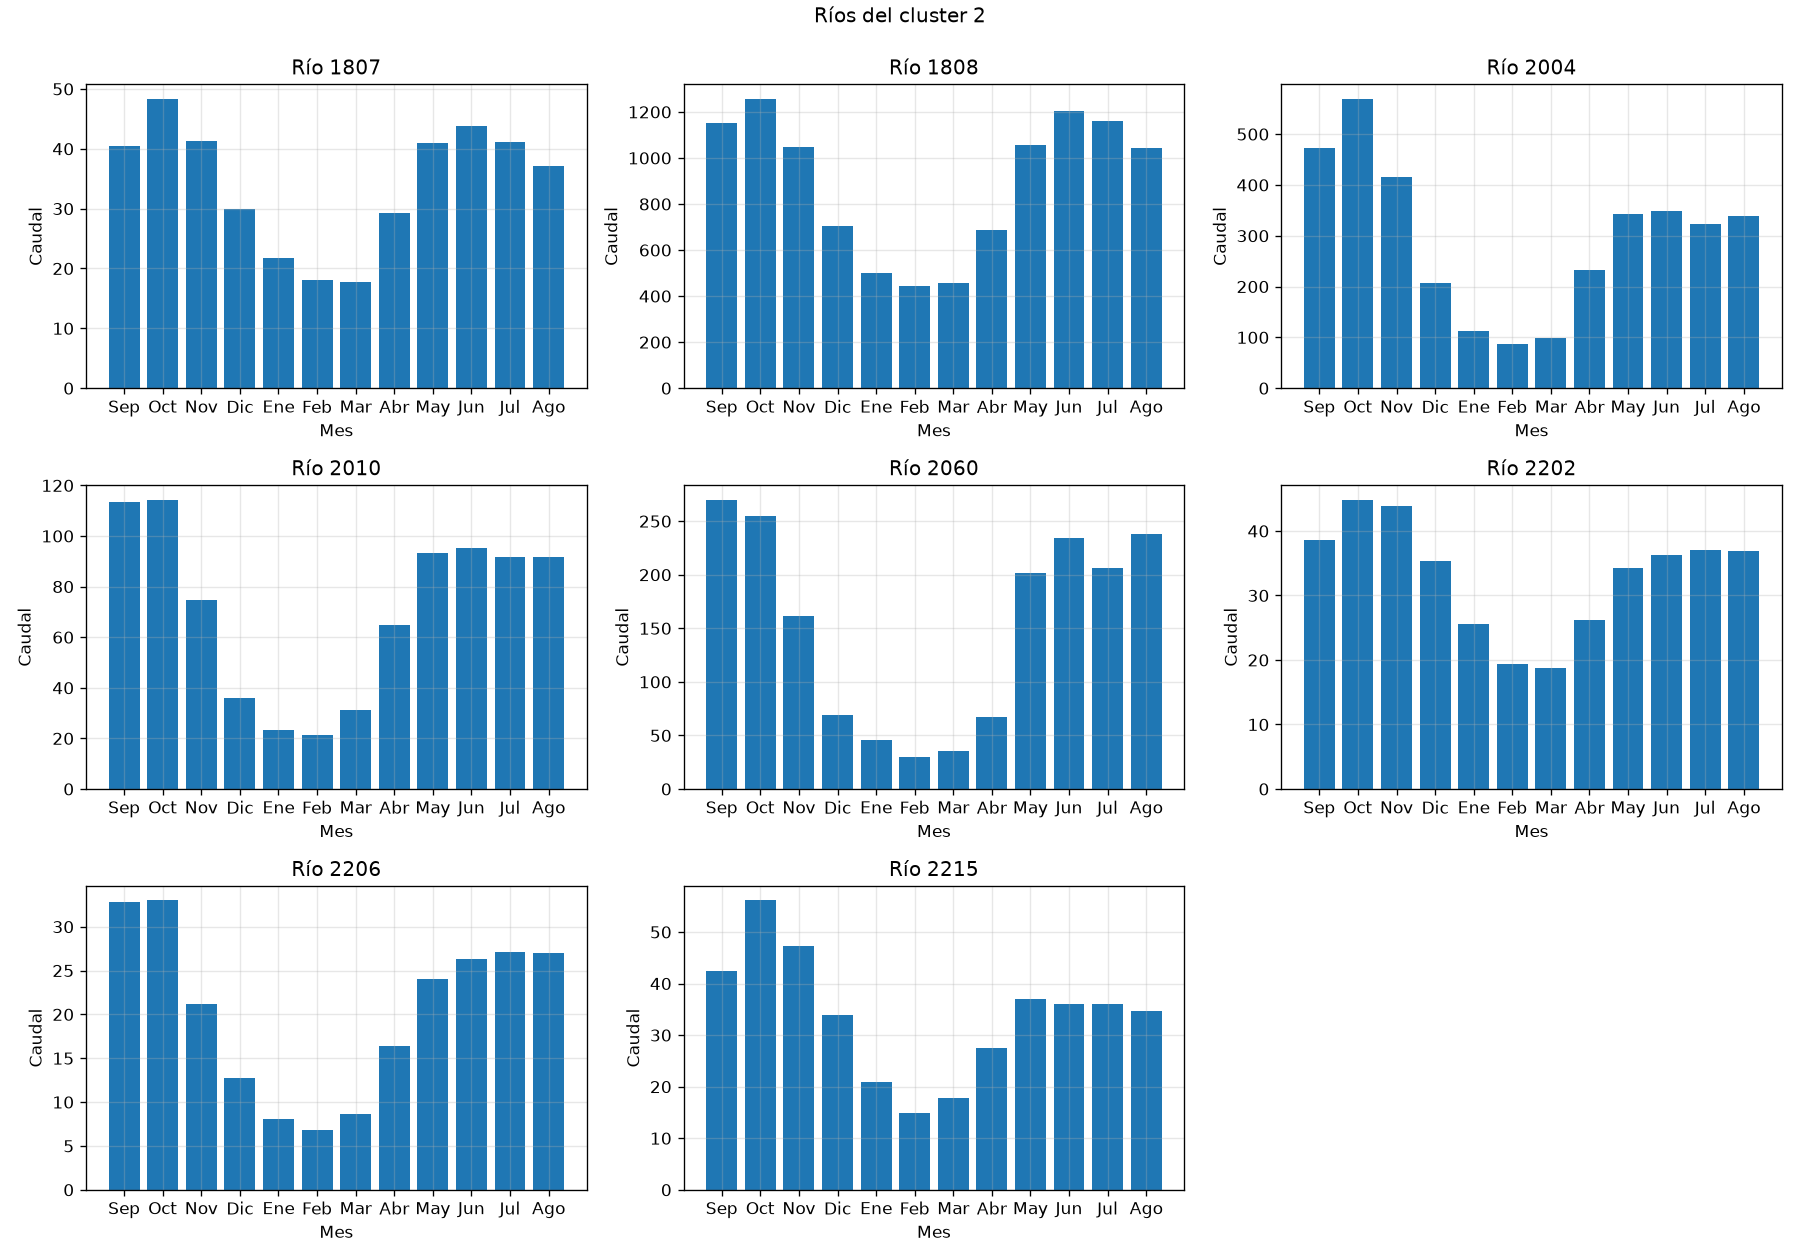 Ríos del cluster 2
Río 1807
50
40
30
20
10
0
Caudal
Sep Oct Nov Dic Ene Feb Mar Abr May Jun Jul Ago
Mes
Río 1808
1200
1000
800
600
400
200
0
Caudal
Sep Oct Nov Dic Ene Feb Mar Abr May Jun Jul Ago
Mes
Río 2004
500
400
300
200
100
0
Caudal
Sep Oct Nov Dic Ene Feb Mar Abr May Jun Jul Ago
Mes
Río 2010
120
100
80
60
40
20
0
Caudal
Sep Oct Nov Dic Ene Feb Mar Abr May Jun Jul Ago
Mes
Río 2060
250
200
150
100
50
0
Caudal
Sep Oct Nov Dic Ene Feb Mar Abr May Jun Jul Ago
Mes
Río 2202
40
30
20
10
0
Caudal
Sep Oct Nov Dic Ene Feb Mar Abr May Jun Jul Ago
Mes
Río 2206
30
25
20
15
10
5
0
Caudal
Sep Oct Nov Dic Ene Feb Mar Abr May Jun Jul Ago
Mes
Río 2215
50
40
30
20
10
0
Caudal
Sep Oct Nov Dic Ene Feb Mar Abr May Jun Jul Ago
Mes